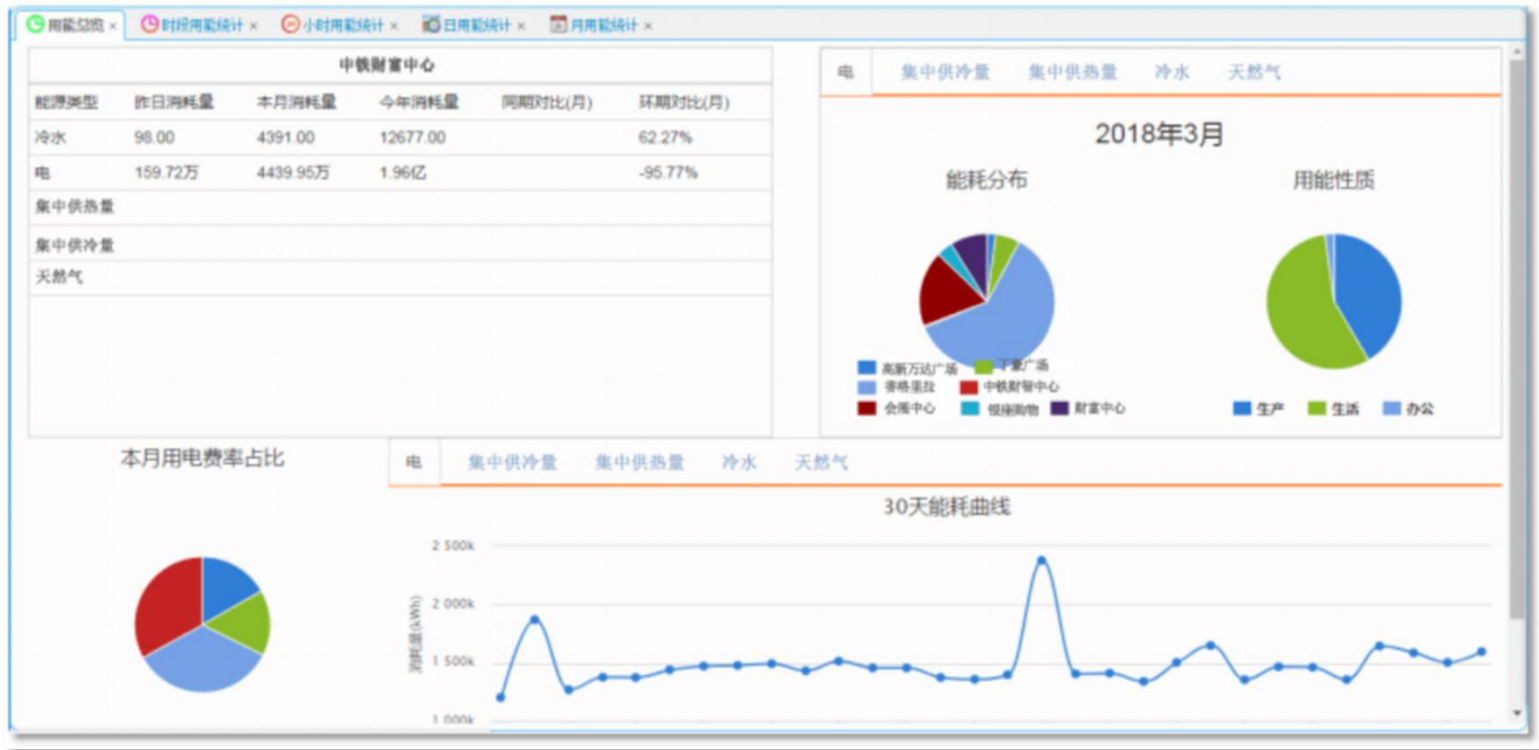 用能总览 × 时段用能统计 × 小时用能统计 × 日用能统计 × 月用能统计 ×
中铁财富中心
能源类型 昨日消耗量 本月消耗量 今年消耗量 同期对比(月) 环期对比(月)
冷水 98.00 4391.00 12677.00 62.27%
电 159.72万 4439.95万 1.96亿 -95.77%
集中供热量
集中供冷量
天然气
电 集中供冷量 集中供热量 冷水 天然气
2018年3月
能耗分布 用能性质
高新万达广场 丁豪广场
香格里拉 中铁财智中心
会展中心 银座购物 财富中心
生产 生活 办公
本月用电费率占比
电 集中供冷量 集中供热量 冷水 天然气
30天能耗曲线
消耗量(kWh)
2 500k
2 000k
1 500k
1 000k